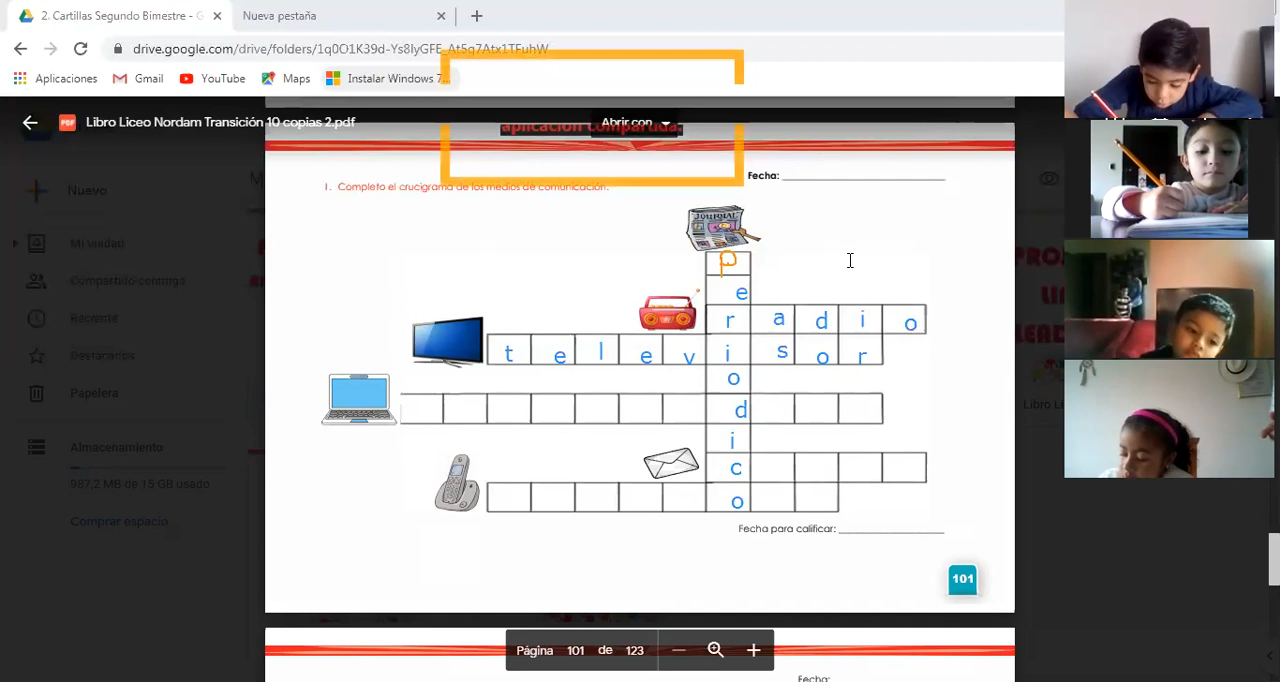 2. Cartillas Segundo Bimestre - G
Nueva pestaña
drive.google.com/drive/folders/1q0O1K39d-Ys8lyGFE_At5q7Atx1TFuhW
Aplicaciones Gmail YouTube Maps Instalar Windows 7...
Libro Liceo Nordam Transición 10 copias 2.pdf
Abrir con
aplicación compartida.
Fecha:
1. Completo el crucigrama de los medios de comunicación.
Nuevo
JOURNAL
Mi unidad
Compartido conmigo
Reciente
Destacados
Papelera
Almacenamiento
987,2 MB de 15 GB usado
Comprar espacio
p
e
radio
televisor
o
d
i
c
o
Fecha para calificar:
101
Página 101 de 123
Fecha: